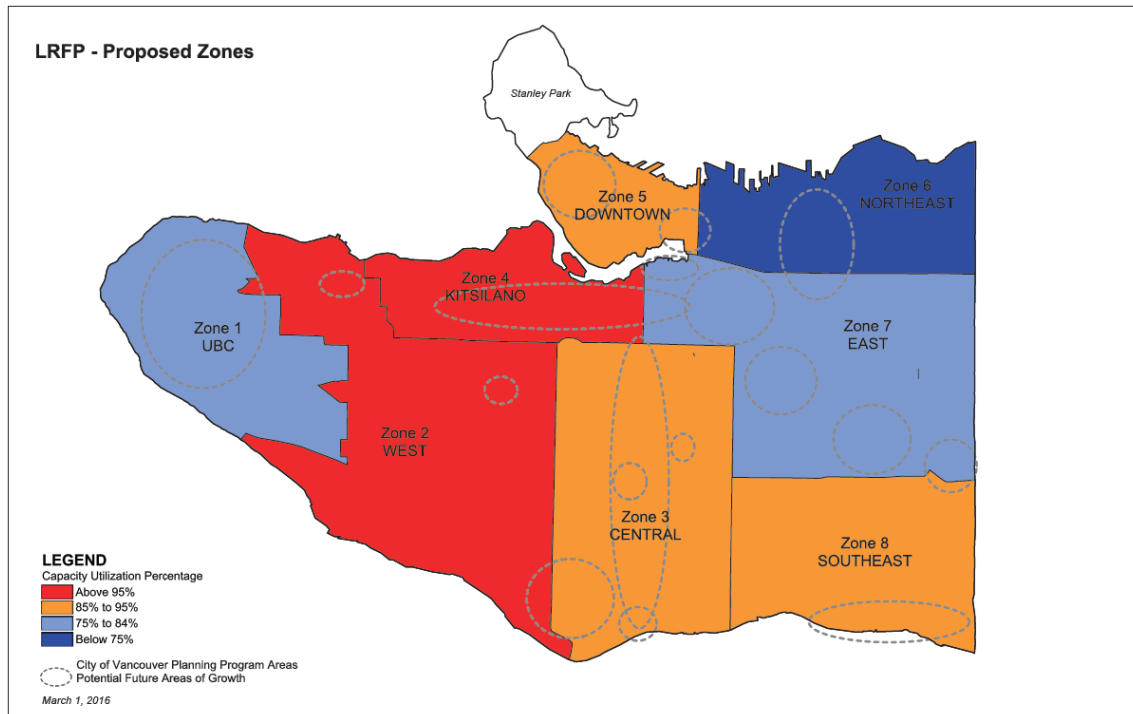 LRFP - Proposed Zones
Stanley Park
Zone 5
DOWNTOWN
Zone 6
NORTHEAST
Zone 4
KITSILANO
Zone 1
UBC
Zone 7
EAST
Zone 2
WEST
Zone 3
CENTRAL
Zone 8
SOUTHEAST
LEGEND
Capacity Utilization Percentage
Above 95%
85% to 95%
75% to 84%
Below 75%
City of Vancouver Planning Program Areas
Potential Future Areas of Growth
March 1, 2016